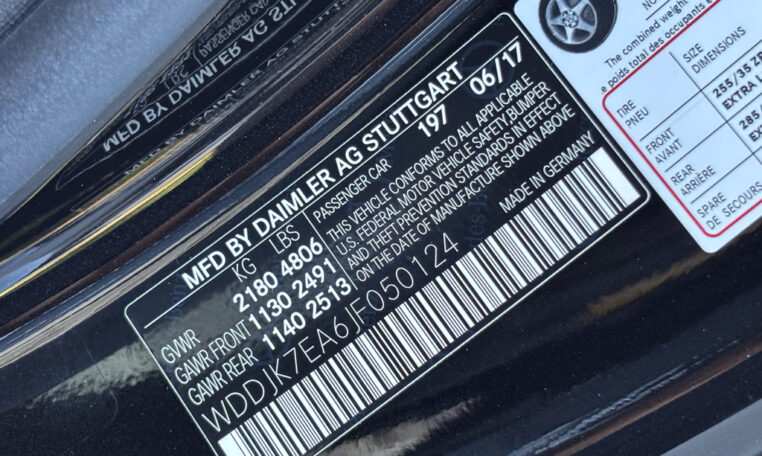 MFD BY DAIMLER AG STUTTGART
KG LBS
GVWR 2180 4806
GAWR FRONT 1130 2491
GAWR REAR 1140 2513
PASSENGER CAR 197 06/17
THIS VEHICLE CONFORMS TO ALL APPLICABLE
U.S. FEDERAL MOTOR VEHICLE SAFETY, BUMPER
AND THEFT PREVENTION STANDARDS IN EFFECT
ON THE DATE OF MANUFACTURE SHOWN ABOVE
WDDJK7EA6JF050124
MADE IN GERMANY
The combined weight
poids total des occupants e
TIRE SIZE
PNEU DIMENSIONS
FRONT 255/35 ZR
AVANT EXTRA L
REAR 285/
ARRIÈRE EXTR
SPARE
DE SECOURS
MFD BY DAIMLER AG STUT